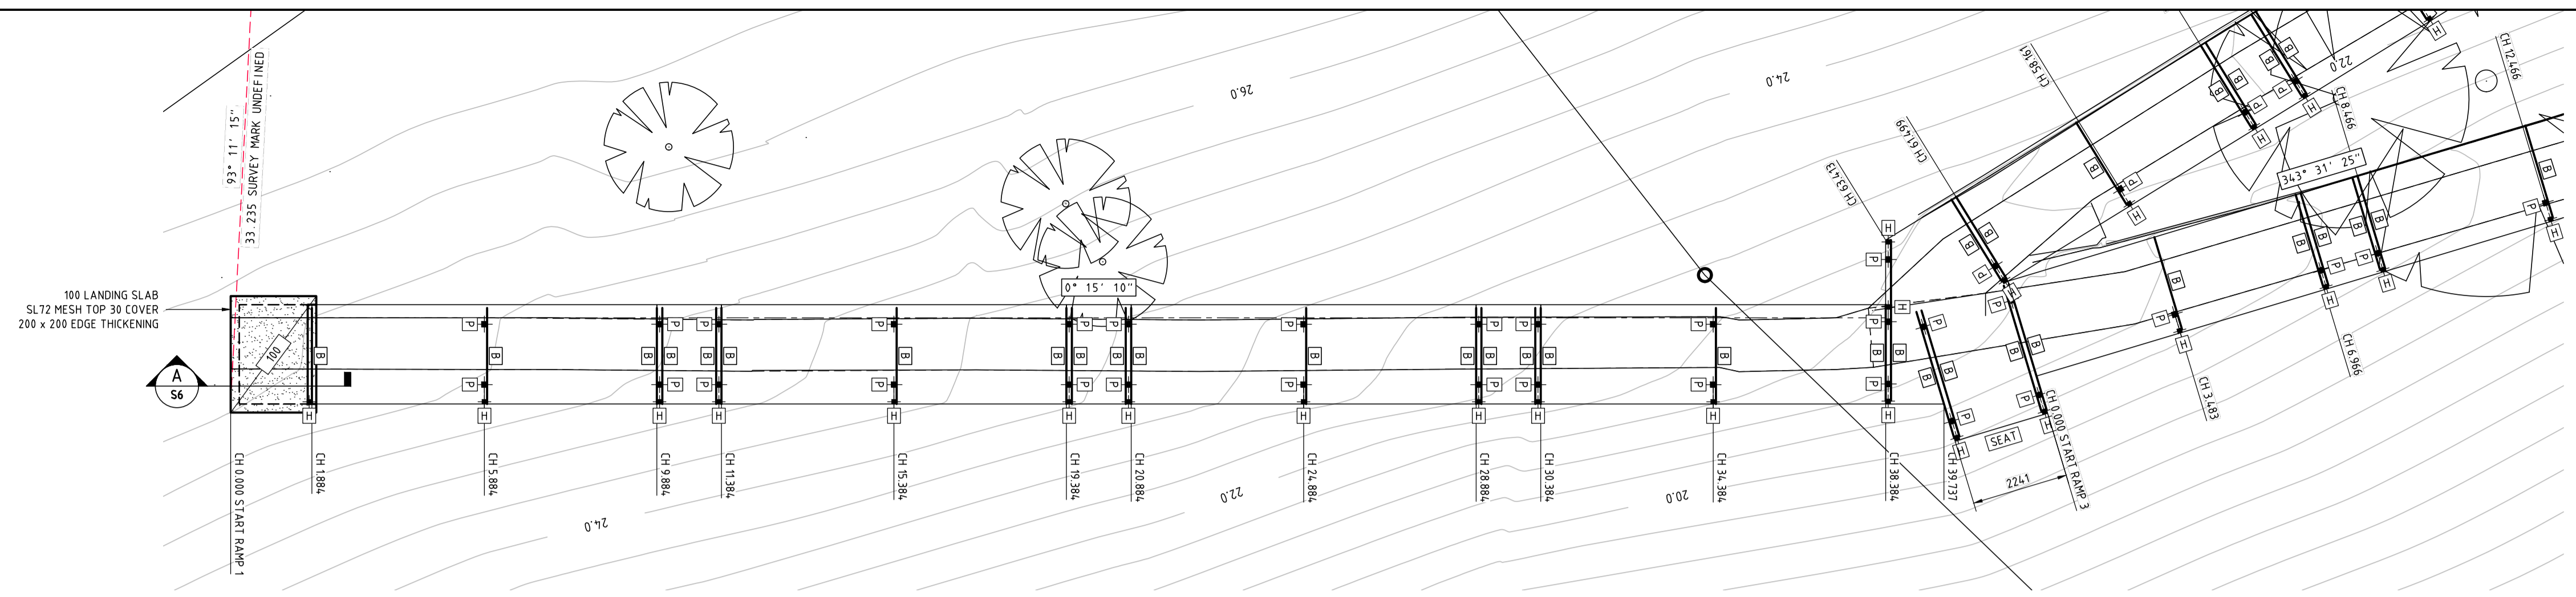 93° 11' 15"
33.235 SURVEY MARK UNDEFINED
100 LANDING SLAB
SL72 MESH TOP 30 COVER
200 x 200 EDGE THICKENING
A
S6
100
0° 15' 10"
26.0
24.0
24.0
22.0
20.0
22.0
B
P
P
B
P
P
B
B
P
P
P
P
B
B
P
P
B
P
P
B
B
P
P
P
P
B
B
P
P
B
P
P
B
B
P
P
P
P
B
B
P
P
B
P
P
P
B
B
H
H
H
H
H
H
H
H
H
H
H
H
H
H
CH 0.000 START RAMP 1
CH 1.884
CH 5.884
CH 9.884
CH 11.384
CH 15.384
CH 19.384
CH 20.884
CH 24.884
CH 28.884
CH 30.384
CH 34.384
CH 38.384
CH 39.737
CH 63.413
CH 61.499
CH 58.161
B
B
P
P
H
B
P
H
B
B
P
P
H
H
B
B
H
P
B
B
P
P
H
H
SEAT
2241
CH 0.000 START RAMP 3
CH 3.483
CH 6.966
CH 8.466
CH 12.466
343° 31' 25"
B
P
H
B
B
P
P
H
H
B
B
B
P
H